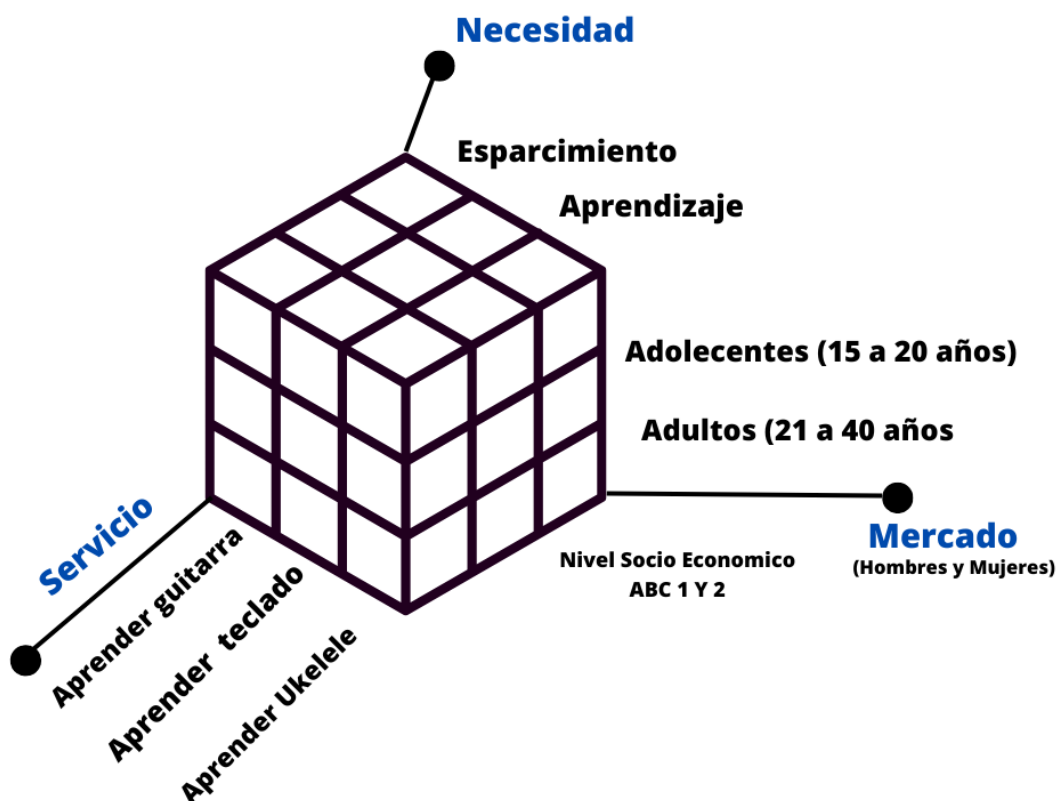 Necesidad
Esparcimiento
Aprendizaje
Adolecentes (15 a 20 años)
Adultos (21 a 40 años
Mercado
(Hombres y Mujeres)
Nivel Socio Economico
ABC 1 Y 2
Servicio
Aprender guitarra
Aprender teclado
Aprender Ukelele